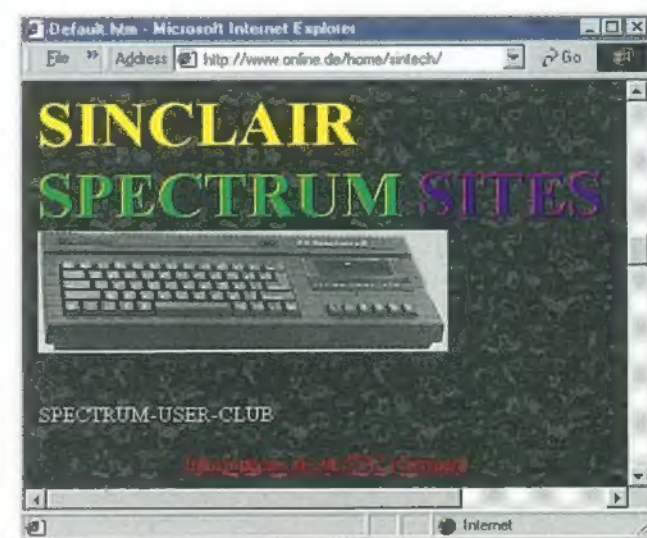 Default.htm - Microsoft Internet Explorer
File » Address http://www.online.de/home/sintech/ Go
SINCLAIR
SPECTRUM SITES
SPECTRUM-USER-CLUB
Internet